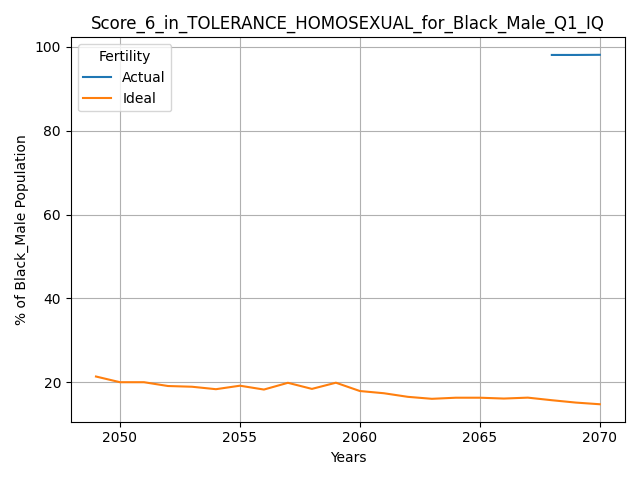 Score_6_in_TOLERANCE_HOMOSEXUAL_for_Black_Male_Q1_IQ
Fertility
Actual
Ideal
% of Black_Male Population
100
80
60
40
20
2050
2055
2060
2065
2070
Years